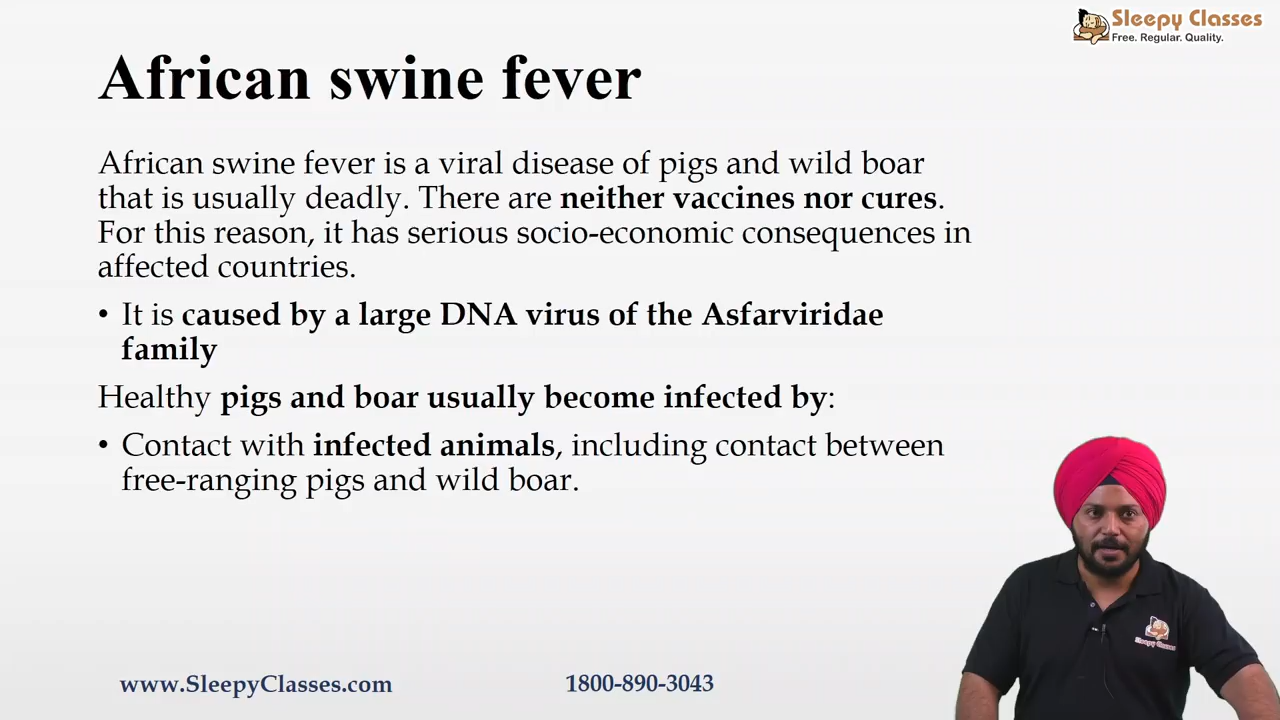 Sleepy Classes
Free. Regular. Quality.
African swine fever
African swine fever is a viral disease of pigs and wild boar
that is usually deadly. There are neither vaccines nor cures.
For this reason, it has serious socio-economic consequences in
affected countries.
• It is caused by a large DNA virus of the Asfarviridae
family
Healthy pigs and boar usually become infected by:
• Contact with infected animals, including contact between
free-ranging pigs and wild boar.
Sleepy Classes
www.SleepyClasses.com
1800-890-3043